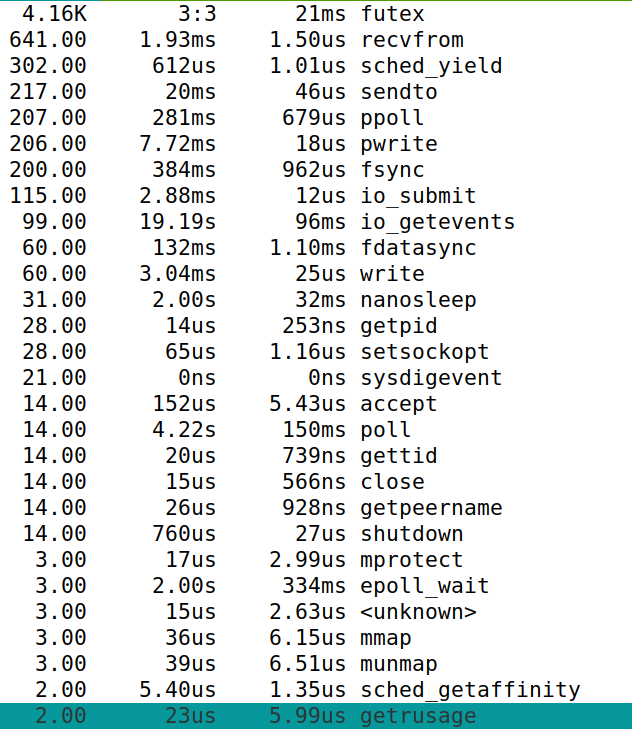 4.16K 3:3 21ms futex
641.00 1.93ms 1.50us recvfrom
302.00 612us 1.01us sched_yield
217.00 20ms 46us sendto
207.00 281ms 679us ppoll
206.00 7.72ms 18us pwrite
200.00 384ms 962us fsync
115.00 2.88ms 12us io_submit
99.00 19.19s 96ms io_getevents
60.00 132ms 1.10ms fdatasync
60.00 3.04ms 25us write
31.00 2.00s 32ms nanosleep
28.00 14us 253ns getpid
28.00 65us 1.16us setsockopt
21.00 0ns 0ns sysdigevent
14.00 152us 5.43us accept
14.00 4.22s 150ms poll
14.00 20us 739ns gettid
14.00 15us 566ns close
14.00 26us 928ns getpeername
14.00 760us 27us shutdown
3.00 17us 2.99us mprotect
3.00 2.00s 334ms epoll_wait
3.00 15us 2.63us <unknown>
3.00 36us 6.15us mmap
3.00 39us 6.51us munmap
2.00 5.40us 1.35us sched_getaffinity
2.00 23us 5.99us getrusage